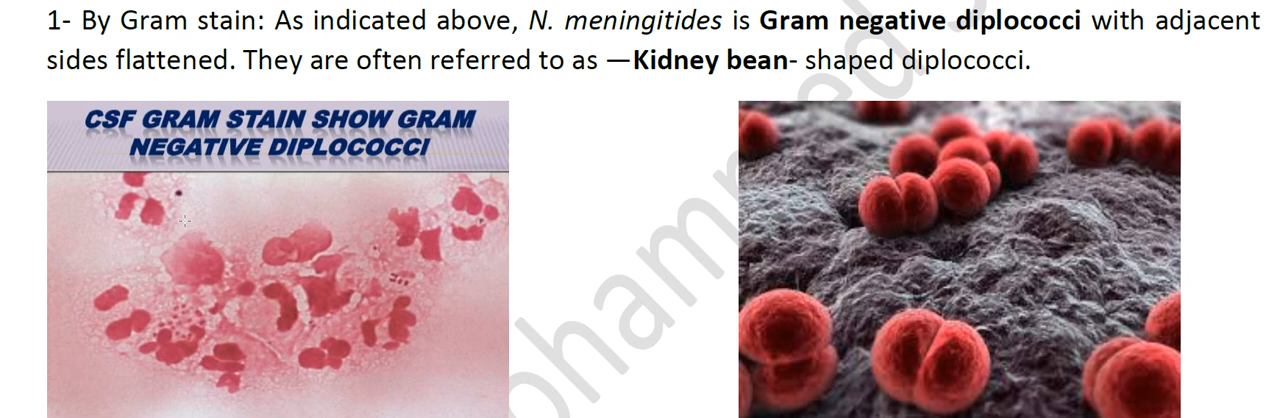 1- By Gram stain: As indicated above, N. meningitides is Gram negative diplococci with adjacent
sides flattened. They are often referred to as —Kidney bean- shaped diplococci.
CSF GRAM STAIN SHOW GRAM
NEGATIVE DIPLOCOCCI